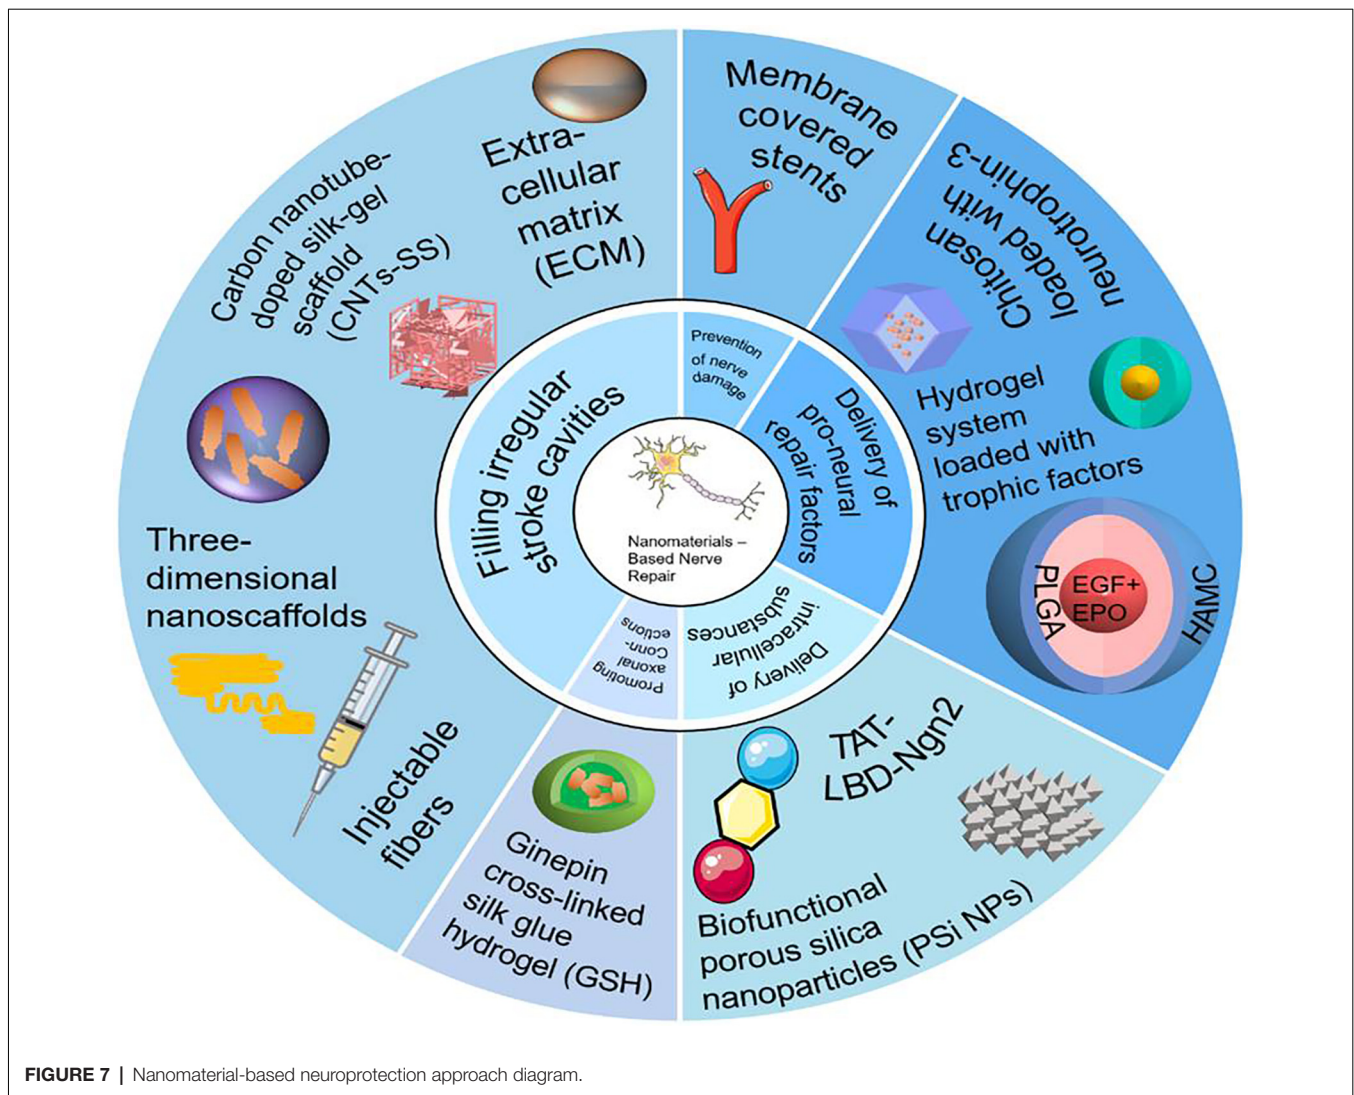 Membrane
covered
stents
Chitosan
loaded with
neurotrophin-3
Hydrogel
system
loaded with
trophic factors
PLGA
EGF+
EPO
HAMC
TAT-
LBD-Ngn2
Biofunctional
porous silica
nanoparticles (PSi NPs)
Ginepin
cross-linked
silk glue
hydrogel (GSH)
Injectable
fibers
Three-
dimensional
nanoscaffolds
Carbon nanotube-
doped silk-gel
scaffold
(CNTs-SS)
Extra-
cellular
matrix
(ECM)
Prevention
of nerve
damage
Delivery of
pro-neural
repair factors
Delivery of
intracellular
substances
Promoting
axonal
Conn-
ections
Filling irregular
stroke cavities
Nanomaterials –
Based Nerve
Repair
FIGURE 7 | Nanomaterial-based neuroprotection approach diagram.